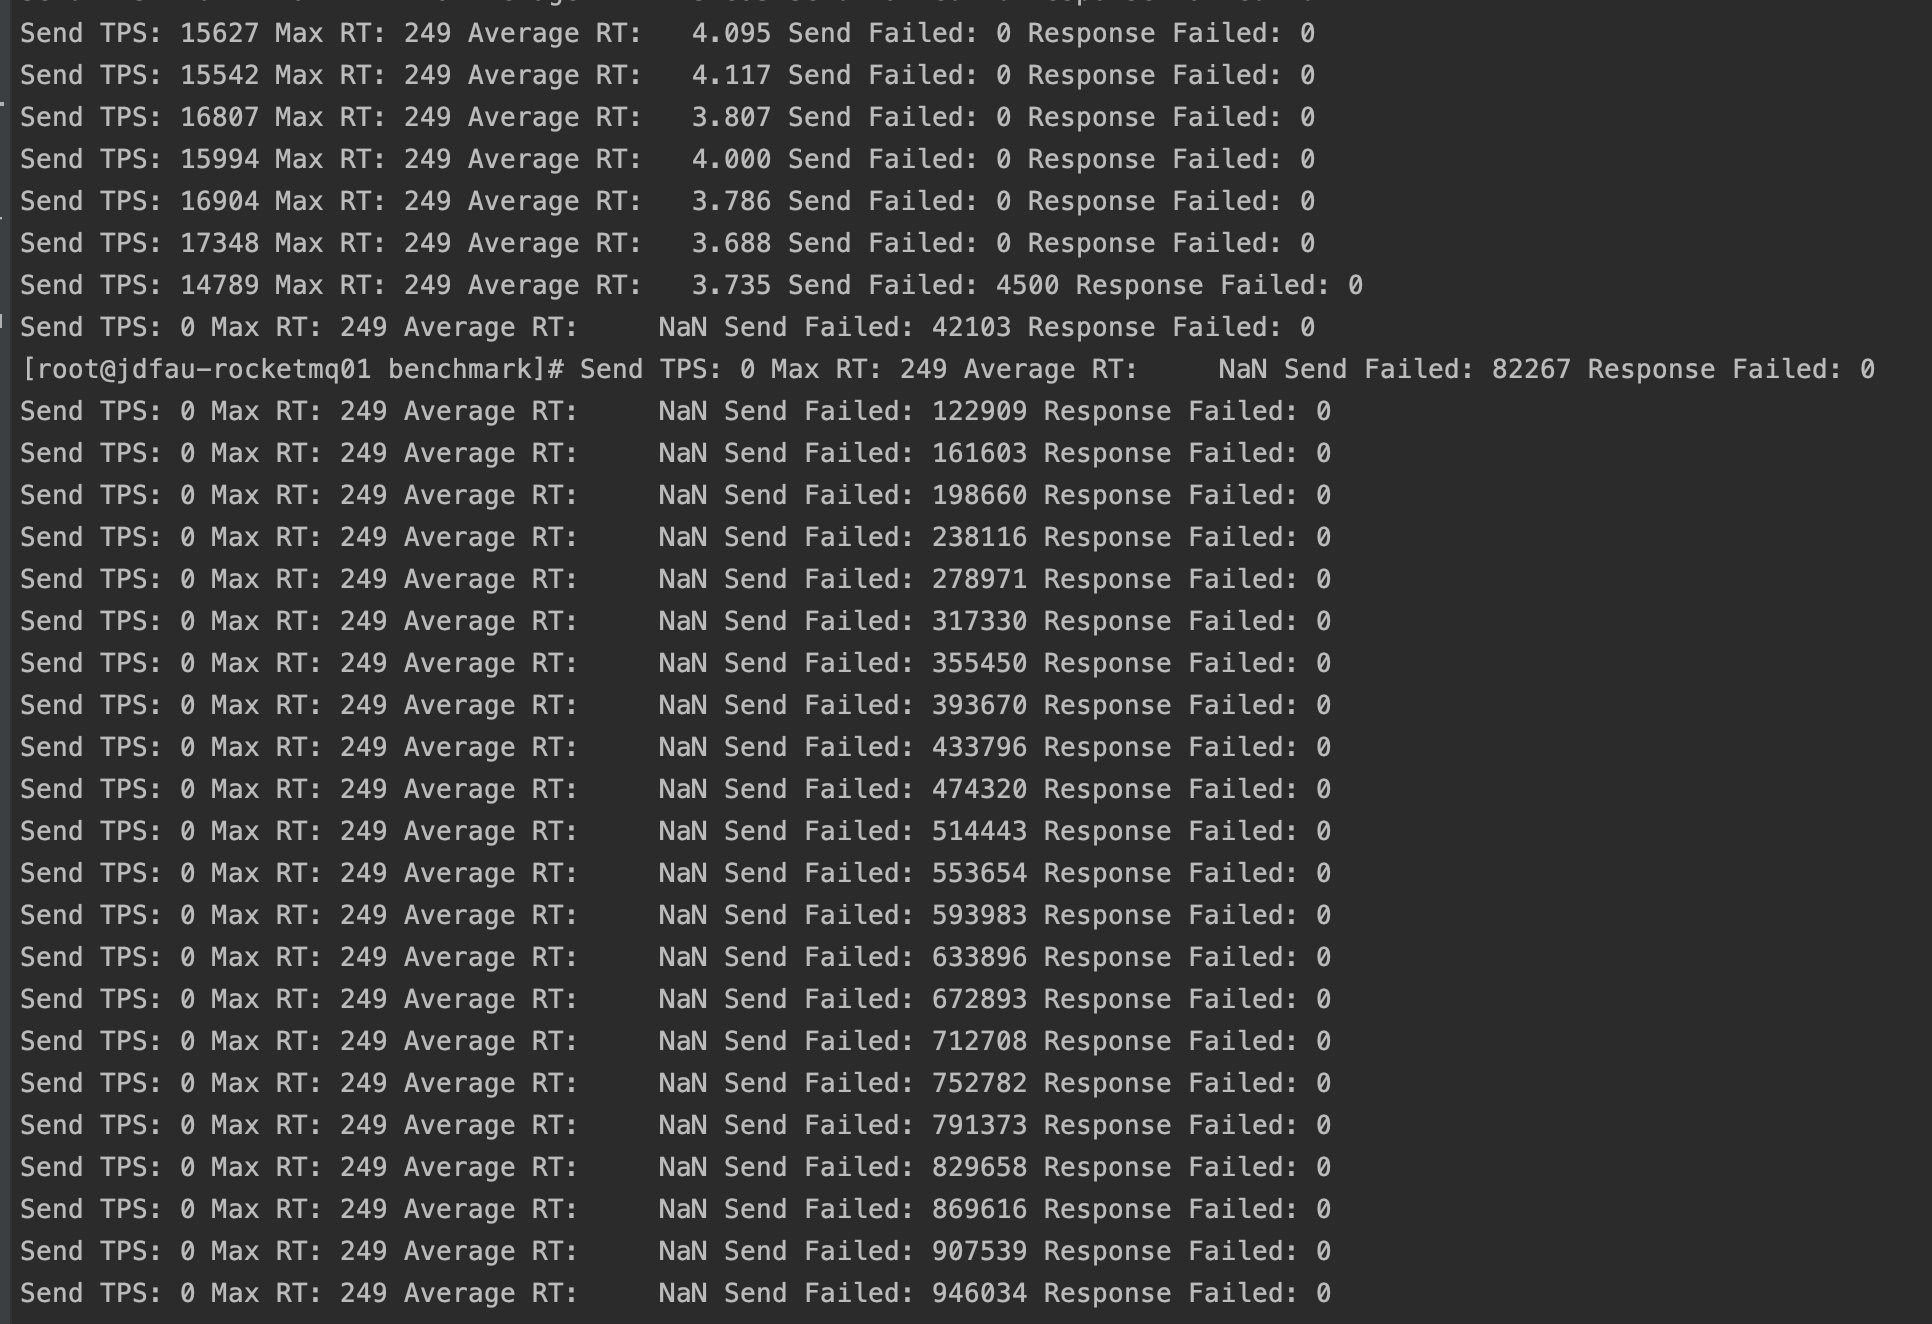 Send TPS: 15627 Max RT: 249 Average RT:   4.095 Send Failed: 0 Response Failed: 0
Send TPS: 15542 Max RT: 249 Average RT:   4.117 Send Failed: 0 Response Failed: 0
Send TPS: 16807 Max RT: 249 Average RT:   3.807 Send Failed: 0 Response Failed: 0
Send TPS: 15994 Max RT: 249 Average RT:   4.000 Send Failed: 0 Response Failed: 0
Send TPS: 16904 Max RT: 249 Average RT:   3.786 Send Failed: 0 Response Failed: 0
Send TPS: 17348 Max RT: 249 Average RT:   3.688 Send Failed: 0 Response Failed: 0
Send TPS: 14789 Max RT: 249 Average RT:   3.735 Send Failed: 4500 Response Failed: 0
Send TPS: 0 Max RT: 249 Average RT:     NaN Send Failed: 42103 Response Failed: 0
[root@jdfau-rocketmq01 benchmark]# Send TPS: 0 Max RT: 249 Average RT:     NaN Send Failed: 82267 Response Failed: 0
Send TPS: 0 Max RT: 249 Average RT:     NaN Send Failed: 122909 Response Failed: 0
Send TPS: 0 Max RT: 249 Average RT:     NaN Send Failed: 161603 Response Failed: 0
Send TPS: 0 Max RT: 249 Average RT:     NaN Send Failed: 198660 Response Failed: 0
Send TPS: 0 Max RT: 249 Average RT:     NaN Send Failed: 238116 Response Failed: 0
Send TPS: 0 Max RT: 249 Average RT:     NaN Send Failed: 278971 Response Failed: 0
Send TPS: 0 Max RT: 249 Average RT:     NaN Send Failed: 317330 Response Failed: 0
Send TPS: 0 Max RT: 249 Average RT:     NaN Send Failed: 355450 Response Failed: 0
Send TPS: 0 Max RT: 249 Average RT:     NaN Send Failed: 393670 Response Failed: 0
Send TPS: 0 Max RT: 249 Average RT:     NaN Send Failed: 433796 Response Failed: 0
Send TPS: 0 Max RT: 249 Average RT:     NaN Send Failed: 474320 Response Failed: 0
Send TPS: 0 Max RT: 249 Average RT:     NaN Send Failed: 514443 Response Failed: 0
Send TPS: 0 Max RT: 249 Average RT:     NaN Send Failed: 553654 Response Failed: 0
Send TPS: 0 Max RT: 249 Average RT:     NaN Send Failed: 593983 Response Failed: 0
Send TPS: 0 Max RT: 249 Average RT:     NaN Send Failed: 633896 Response Failed: 0
Send TPS: 0 Max RT: 249 Average RT:     NaN Send Failed: 672893 Response Failed: 0
Send TPS: 0 Max RT: 249 Average RT:     NaN Send Failed: 712708 Response Failed: 0
Send TPS: 0 Max RT: 249 Average RT:     NaN Send Failed: 752782 Response Failed: 0
Send TPS: 0 Max RT: 249 Average RT:     NaN Send Failed: 791373 Response Failed: 0
Send TPS: 0 Max RT: 249 Average RT:     NaN Send Failed: 829658 Response Failed: 0
Send TPS: 0 Max RT: 249 Average RT:     NaN Send Failed: 869616 Response Failed: 0
Send TPS: 0 Max RT: 249 Average RT:     NaN Send Failed: 907539 Response Failed: 0
Send TPS: 0 Max RT: 249 Average RT:     NaN Send Failed: 946034 Response Failed: 0